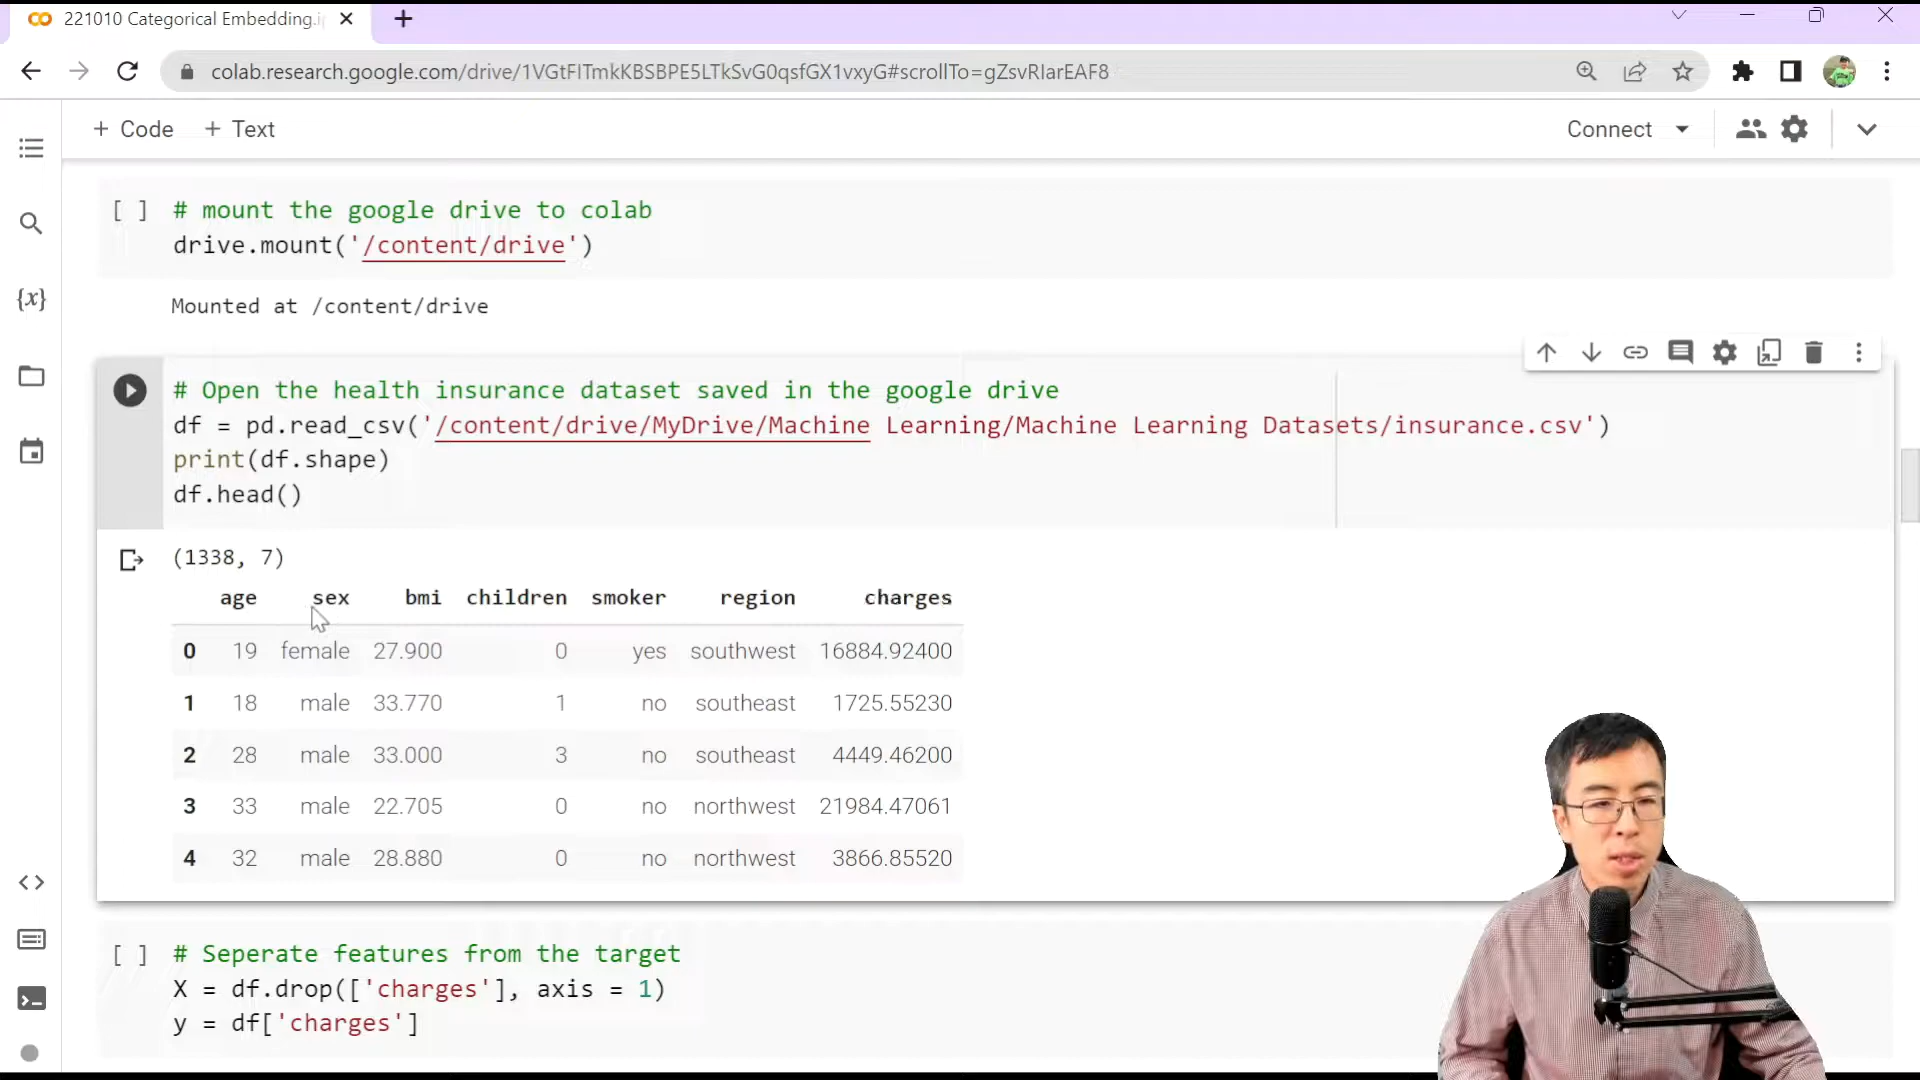 221010 Categorical Embedding.i
colab.research.google.com/drive/1VGtFITmkKBSBPE5LTkSvG0qsfGX1vxyG#scrollTo=gZsvRIarEAF8
+ Code + Text
Connect
[ ] # mount the google drive to colab
drive.mount('/content/drive')
Mounted at /content/drive
# Open the health insurance dataset saved in the google drive
df = pd.read_csv('/content/drive/MyDrive/Machine Learning/Machine Learning Datasets/insurance.csv')
print(df.shape)
df.head()
(1338, 7)
age sex bmi children smoker region charges
0 19 female 27.900 0 yes southwest 16884.92400
1 18 male 33.770 1 no southeast 1725.55230
2 28 male 33.000 3 no southeast 4449.46200
3 33 male 22.705 0 no northwest 21984.47061
4 32 male 28.880 0 no northwest 3866.85520
[ ] # Seperate features from the target
X = df.drop(['charges'], axis = 1)
y = df['charges']